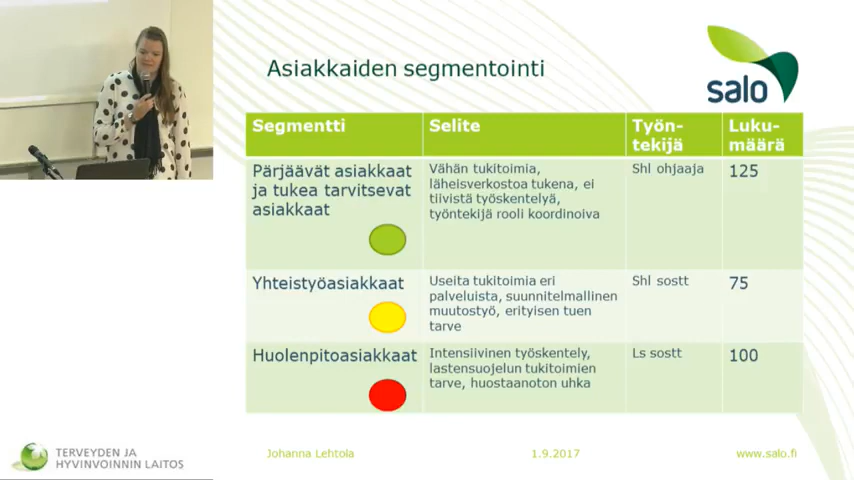 Asiakkaiden segmentointi
salo
Segmentti
Selite
Työn-
tekijä
Luku-
määrä
Pärjäävät asiakkaat
ja tukea tarvitsevat
asiakkaat
Vähän tukitoimia,
läheisverkostoa tukena, ei
tiivistä työskentelyä,
työntekijä rooli koordinoiva
Shl ohjaaja
125
Yhteistyöasiakkaat
Useita tukitoimia eri
palveluista, suunnitelmallinen
muutostyö, erityisen tuen
tarve
Shl sostt
75
Huolenpitoasiakkaat
Intensiivinen työskentely,
lastensuojelun tukitoimien
tarve, huostaanoton uhka
Ls sostt
100
TERVEYDEN JA
HYVINVOINNIN LAITOS
Johanna Lehtola
1.9.2017
www.salo.fi